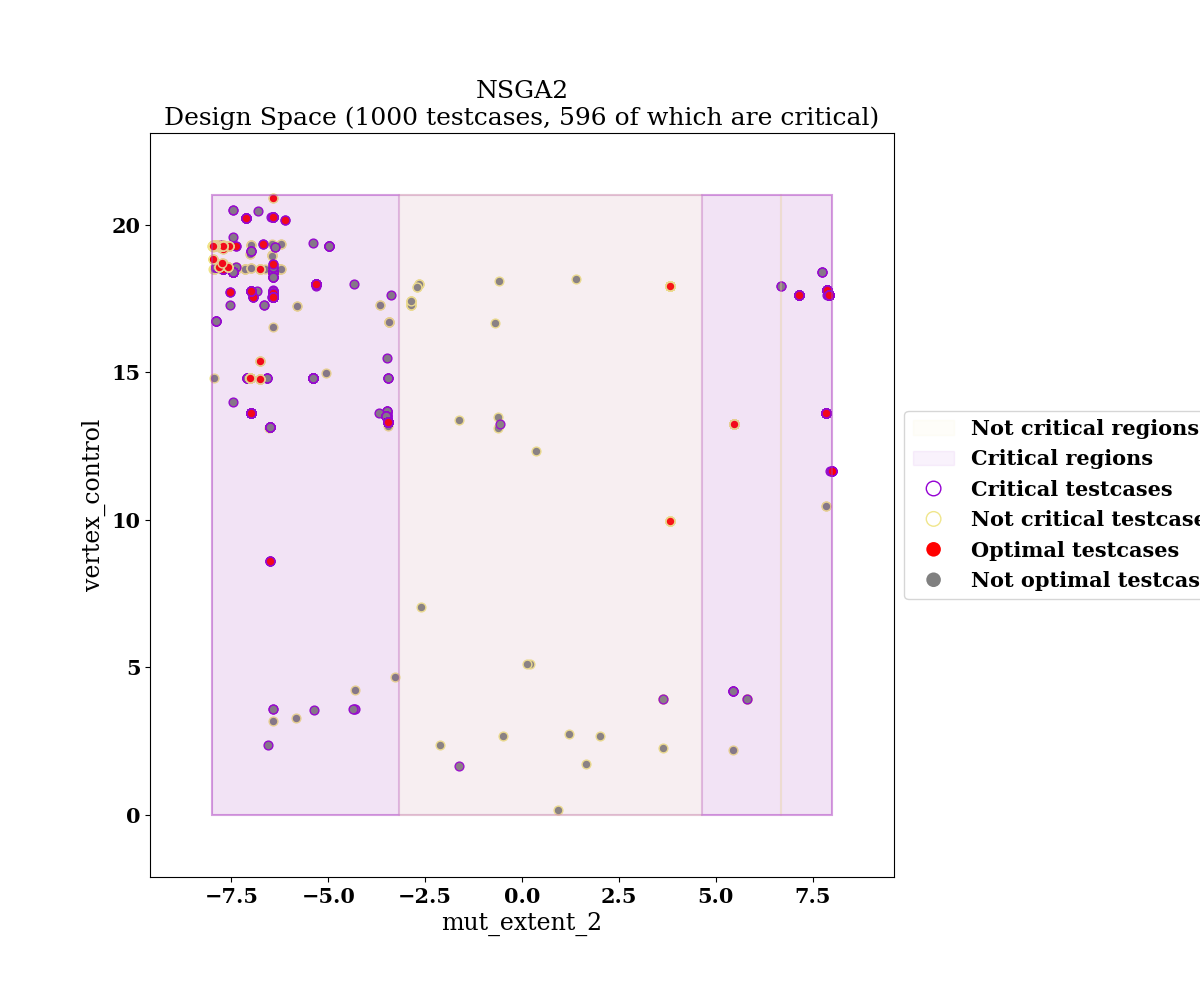 NSGA2
Design Space (1000 testcases, 596 of which are critical)
20
15
10
5
0
vertex_control
−7.5 −5.0 −2.5 0.0 2.5 5.0 7.5
mut_extent_2
Not critical regions
Critical regions
Critical testcases
Not critical testcase
Optimal testcases
Not optimal testcas